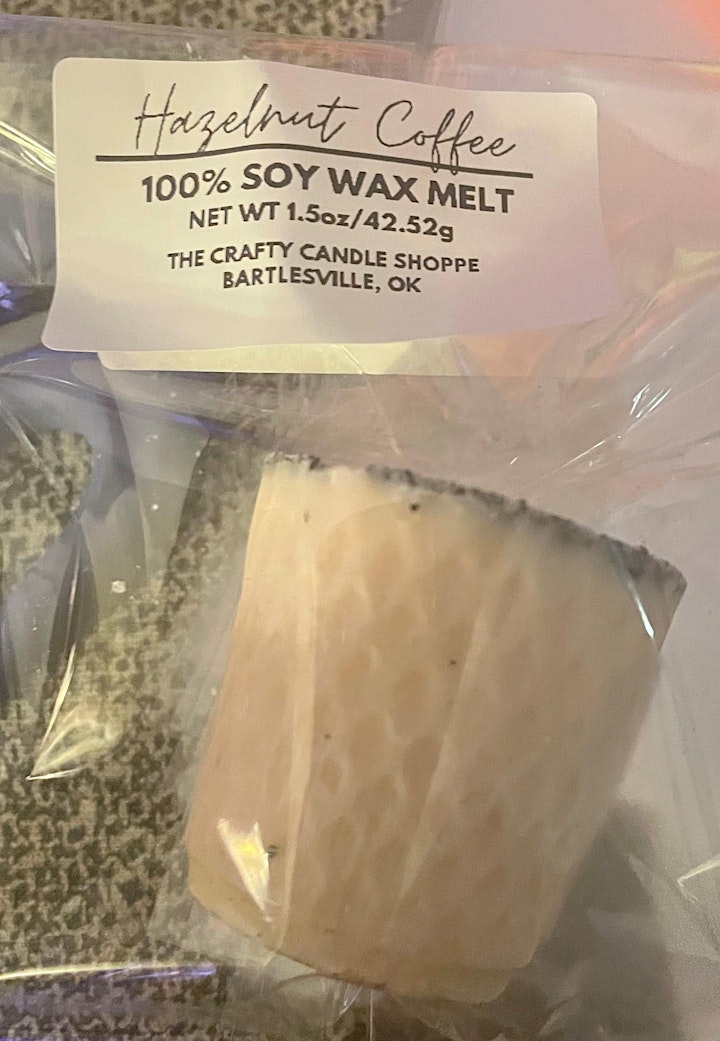 Hazelnut Coffee
100% SOY WAX MELT
NET WT 1.5oz/42.52g
THE CRAFTY CANDLE SHOPPE
BARTLESVILLE, OK